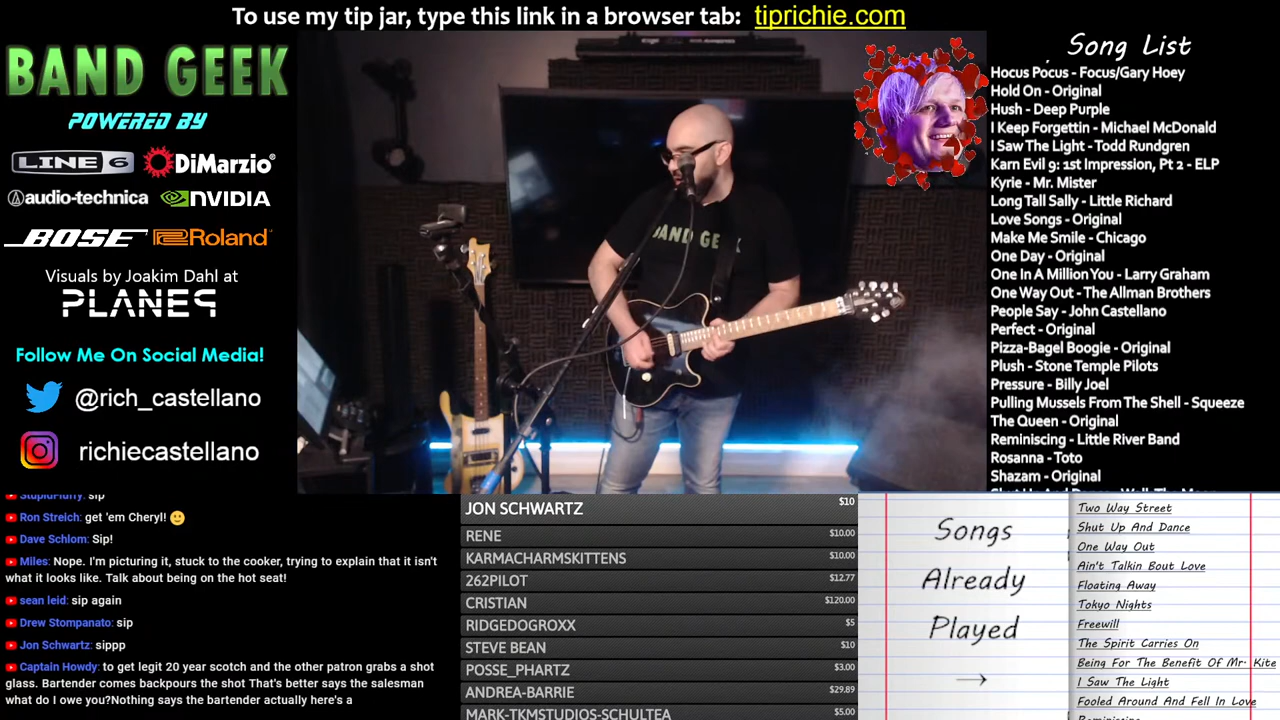 To use my tip jar, type this link in a browser tab: tiprichie.com
BAND GEEK
POWERED BY
LINE 6
DiMarzio
audio-technica
NVIDIA
BOSE
Roland
Visuals by Joakim Dahl at
PLANE9
Follow Me On Social Media!
@rich_castellano
richiecastellano
BAND GEEK
Song List
Hocus Pocus - Focus/Gary Hoey
Hold On - Original
Hush - Deep Purple
I Keep Forgettin - Michael McDonald
I Saw The Light - Todd Rundgren
Karn Evil 9: 1st Impression, Pt 2 - ELP
Kyrie - Mr. Mister
Long Tall Sally - Little Richard
Love Songs - Original
Make Me Smile - Chicago
One Day - Original
One In A Million You - Larry Graham
One Way Out - The Allman Brothers
People Say - John Castellano
Perfect - Original
Pizza-Bagel Boogie - Original
Plush - Stone Temple Pilots
Pressure - Billy Joel
Pulling Mussels From The Shell - Squeeze
The Queen - Original
Reminiscing - Little River Band
Rosanna - Toto
Shazam - Original
StupidFluffy: sip
Ron Streich: get 'em Cheryl!
Dave Schlom: Sip!
Miles: Nope. I'm picturing it, stuck to the cooker, trying to explain that it isn't
what it looks like. Talk about being on the hot seat!
sean leid: sip again
Drew Stompanato: sip
Jon Schwartz: sippp
Captain Howdy: to get legit 20 year scotch and the other patron grabs a shot
glass. Bartender comes backpours the shot That's better says the salesman
what do I owe you?Nothing says the bartender actually here's a
JON SCHWARTZ $10
RENE $10.00
KARMACHARMSKITTENS $10.00
262PILOT $12.77
CRISTIAN $120.00
RIDGEDOGROXX $5
STEVE BEAN $10
POSSE_PHARTZ $3.00
ANDREA-BARRIE $29.89
MARK-TKMSTUDIOS-SCHULTEA $5.00
Songs
Already
Played
→
Two Way Street
Shut Up And Dance
One Way Out
Ain't Talkin Bout Love
Floating Away
Tokyo Nights
Freewill
The Spirit Carries On
Being For The Benefit Of Mr. Kite
I Saw The Light
Fooled Around And Fell In Love
Reminiscing